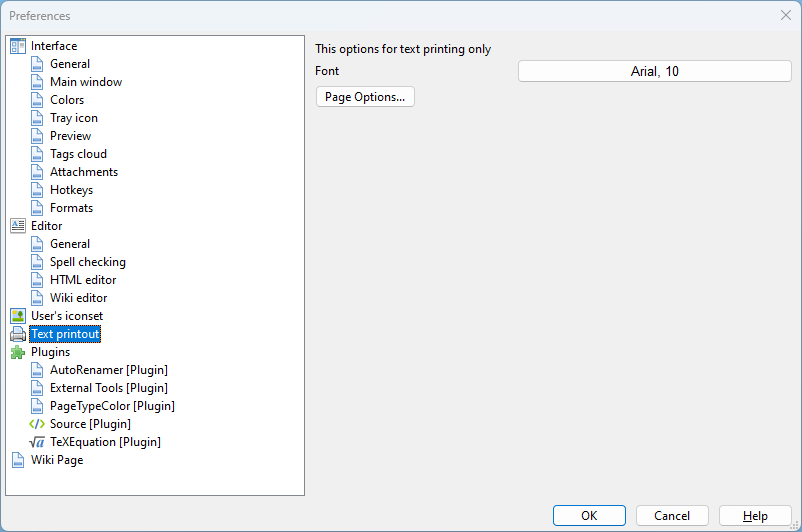 Preferences
Interface
General
Main window
Colors
Tray icon
Preview
Tags cloud
Attachments
Hotkeys
Formats
Editor
General
Spell checking
HTML editor
Wiki editor
User's iconset
Text printout
Plugins
AutoRenamer [Plugin]
External Tools [Plugin]
PageTypeColor [Plugin]
Source [Plugin]
TeXEquation [Plugin]
Wiki Page
This options for text printing only
Font Arial, 10
Page Options...
OK Cancel Help